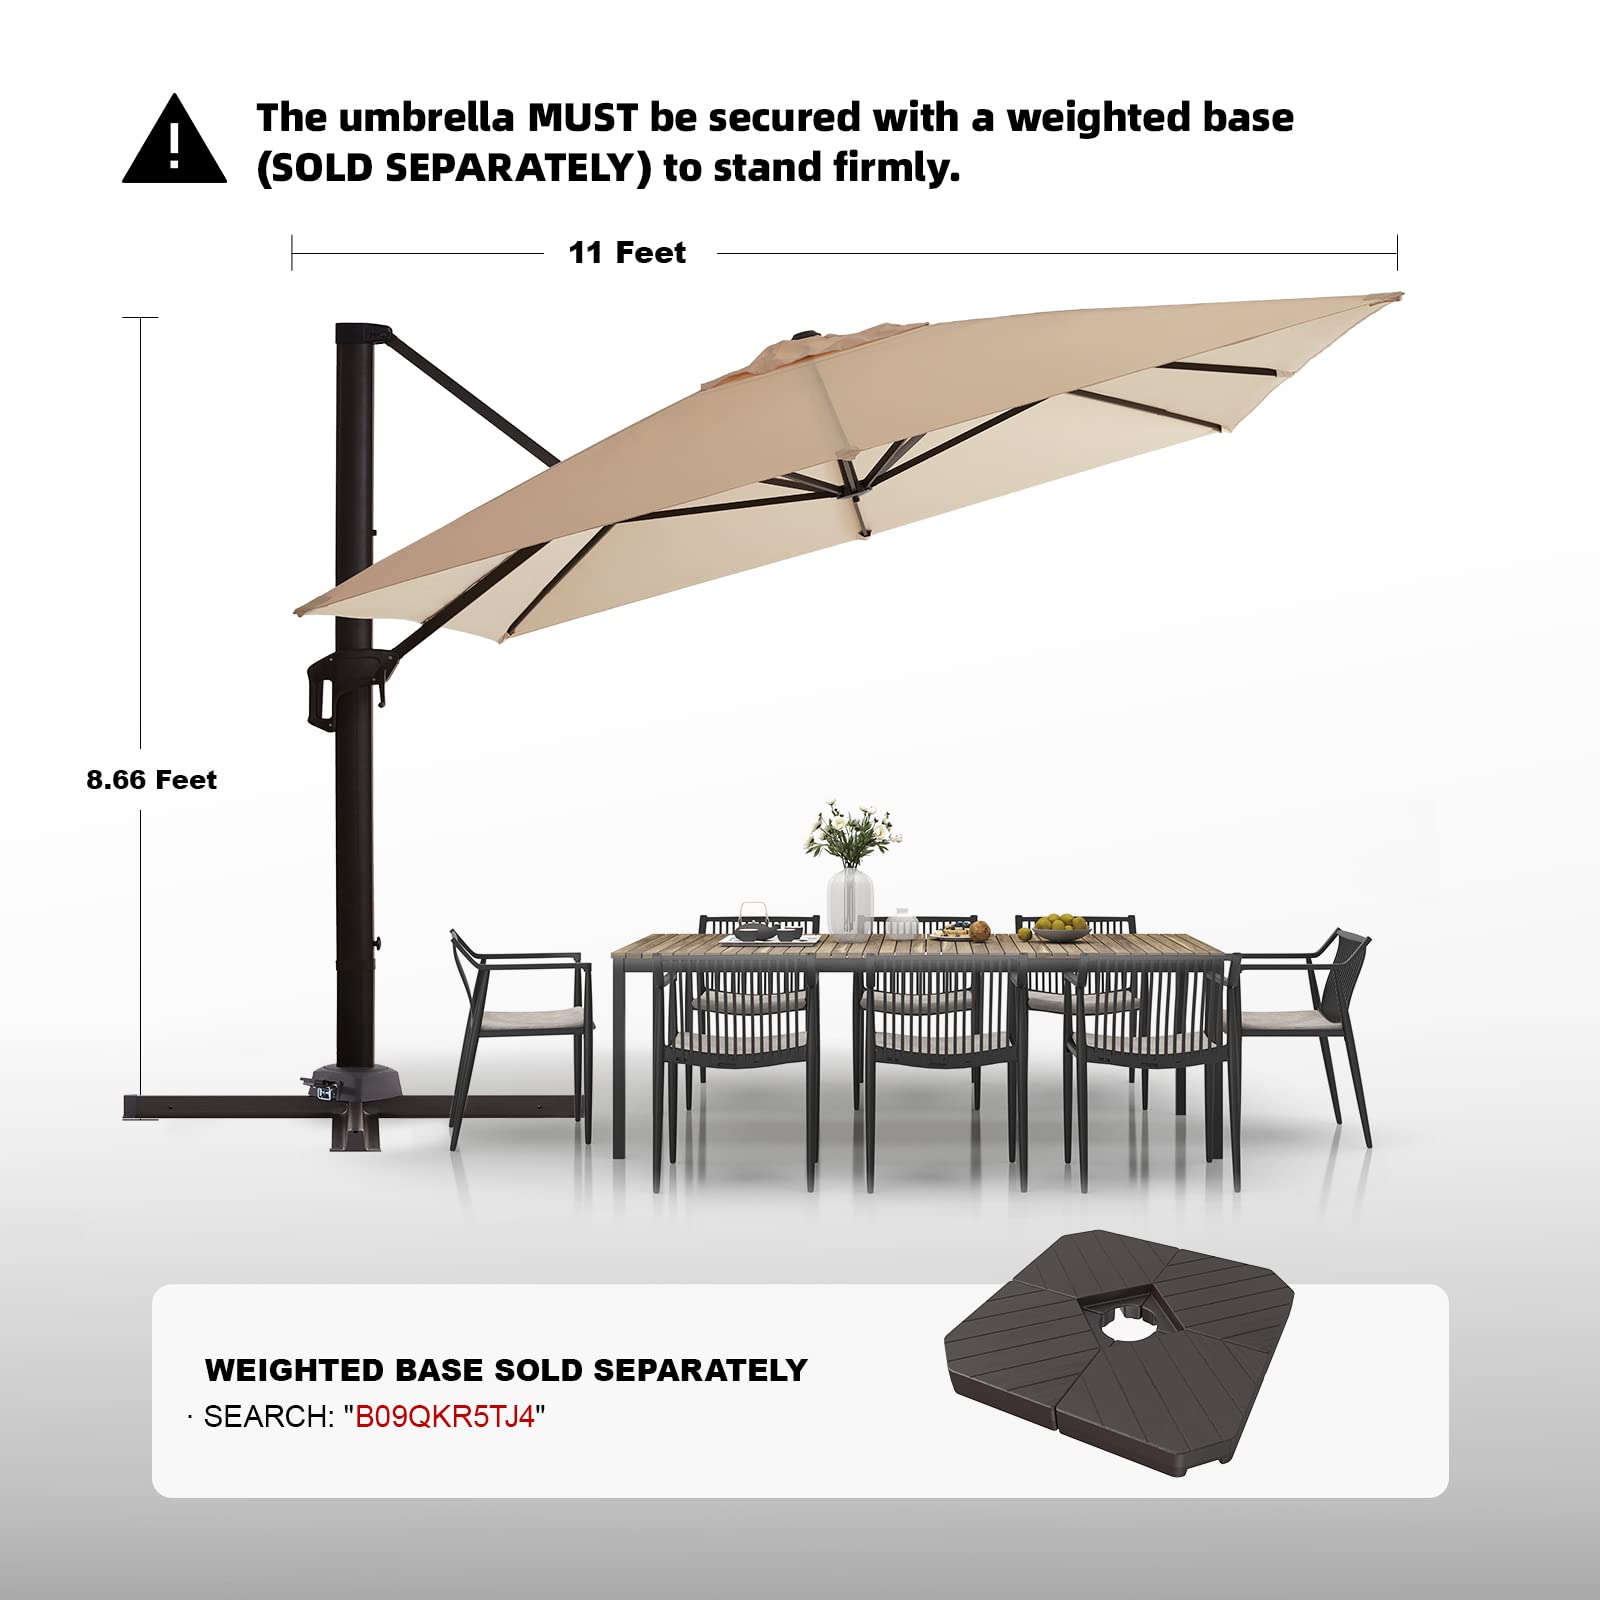 The umbrella MUST be secured with a weighted base
(SOLD SEPARATELY) to stand firmly.
11 Feet
8.66 Feet
WEIGHTED BASE SOLD SEPARATELY
· SEARCH: "B09QKR5TJ4"